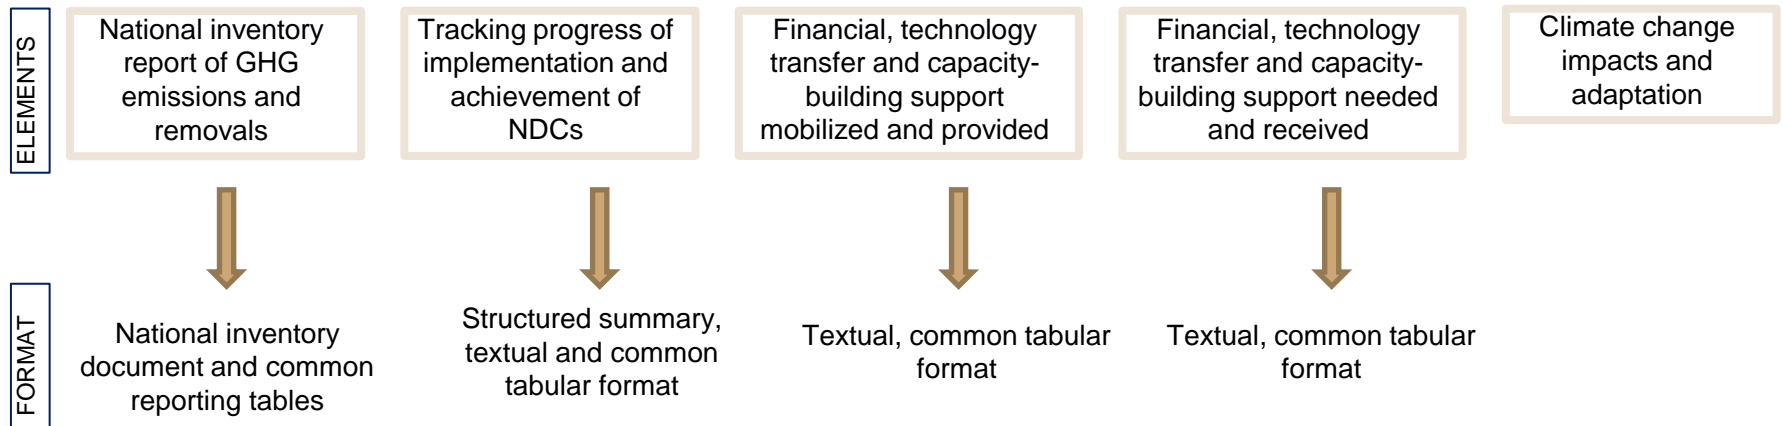 ELEMENTS
National inventory
report of GHG
emissions and
removals
Tracking progress of
implementation and
achievement of
NDCs
Financial, technology
transfer and capacity-
building support
mobilized and provided
Financial, technology
transfer and capacity-
building support needed
and received
Climate change
impacts and
adaptation
FORMAT
National inventory
document and common
reporting tables
Structured summary,
textual and common
tabular format
Textual, common tabular
format
Textual, common tabular
format